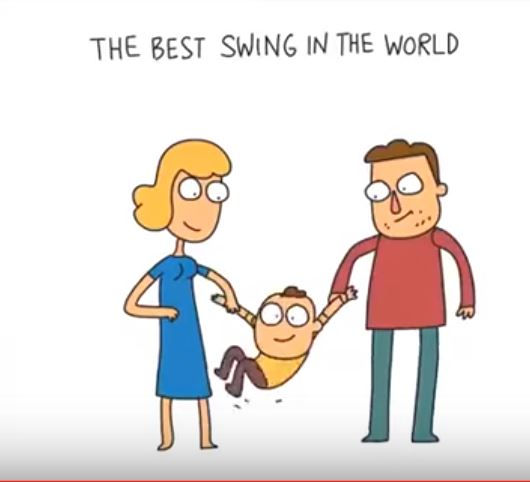 THE BEST SWING IN THE WORLD